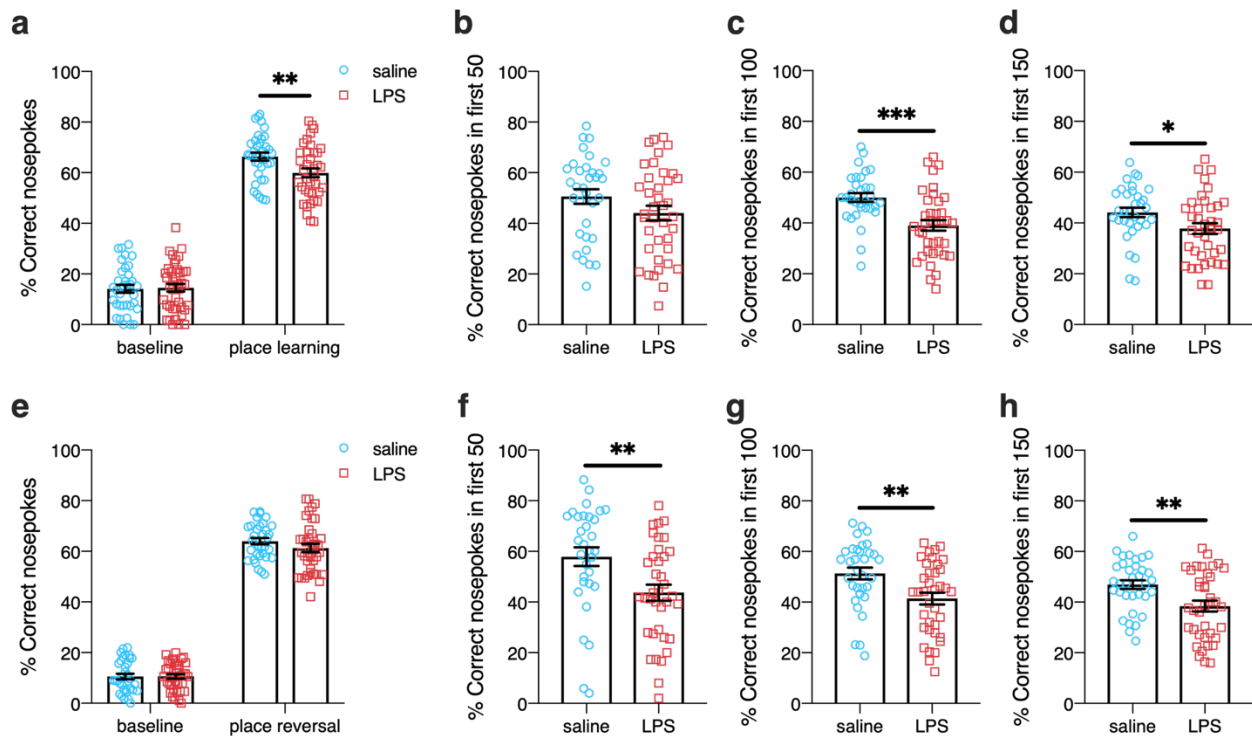 a
% Correct nosepokes
100
80
60
40
20
0
**
saline
LPS
baseline
place learning
b
% Correct nosepokes in first 50
100
80
60
40
20
0
saline
LPS
c
% Correct nosepokes in first 100
100
80
60
40
20
0
***
saline
LPS
d
% Correct nosepokes in first 150
100
80
60
40
20
0
*
saline
LPS
e
% Correct nosepokes
100
80
60
40
20
0
saline
LPS
baseline
place reversal
f
% Correct nosepokes in first 50
100
80
60
40
20
0
**
saline
LPS
g
% Correct nosepokes in first 100
100
80
60
40
20
0
**
saline
LPS
h
% Correct nosepokes in first 150
100
80
60
40
20
0
**
saline
LPS